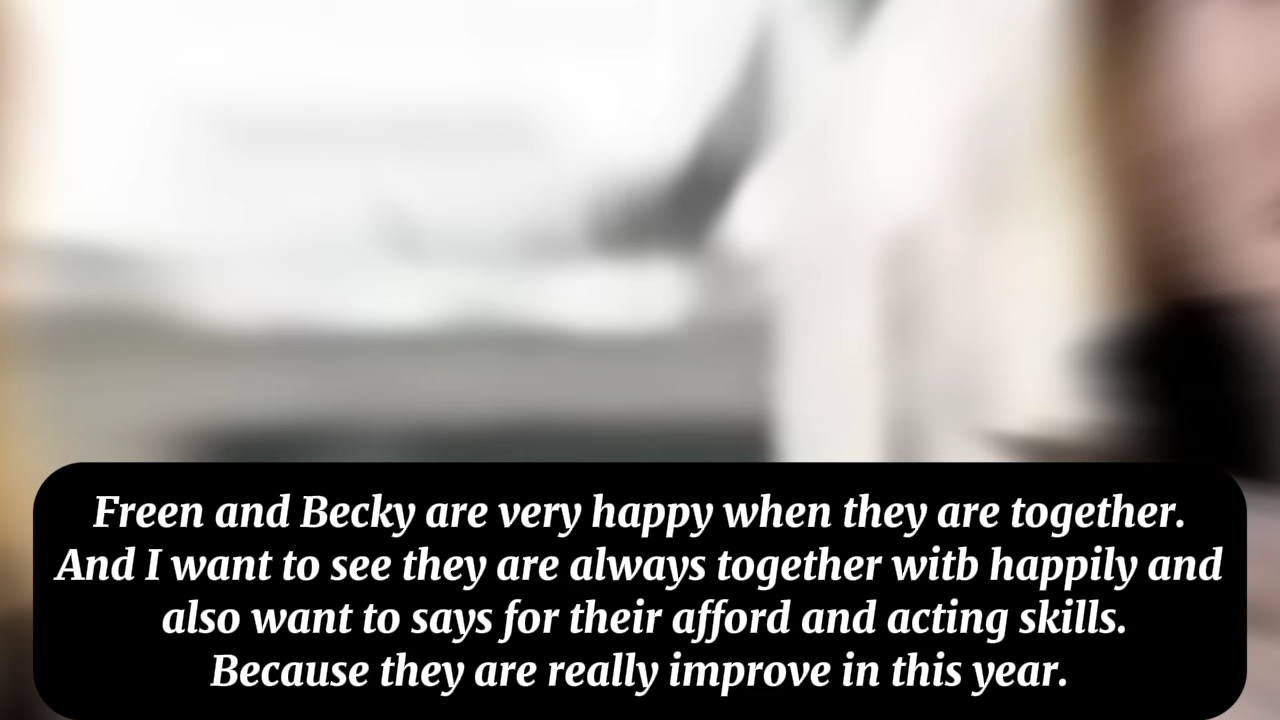 Freen and Becky are very happy when they are together.
And I want to see they are always together witb happily and
also want to says for their afford and acting skills.
Because they are really improve in this year.